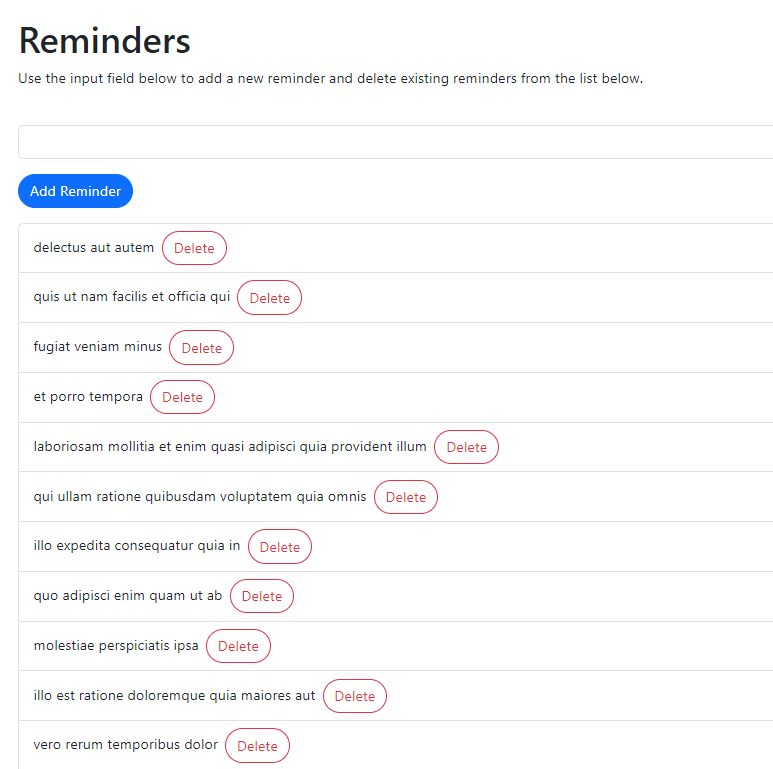 Reminders
Use the input field below to add a new reminder and delete existing reminders from the list below.
Add Reminder
delectus aut autem Delete
quis ut nam facilis et officia qui Delete
fugiat veniam minus Delete
et porro tempora Delete
laboriosam mollitia et enim quasi adipisci quia provident illum Delete
qui ullam ratione quibusdam voluptatem quia omnis Delete
illo expedita consequatur quia in Delete
quo adipisci enim quam ut ab Delete
molestiae perspiciatis ipsa Delete
illo est ratione doloremque quia maiores aut Delete
vero rerum temporibus dolor Delete